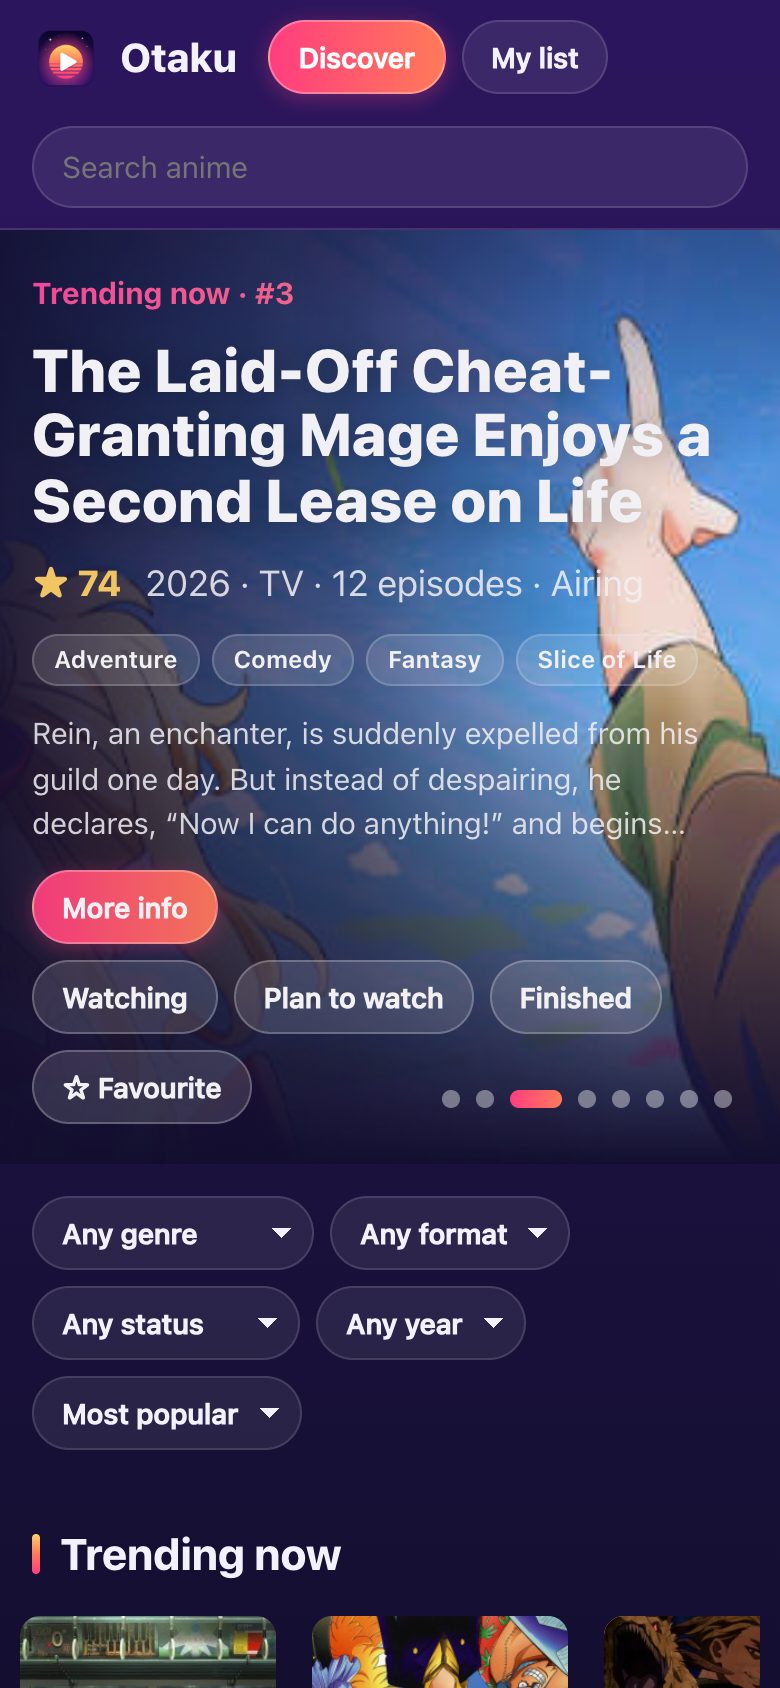 Otaku
Discover
My list
Search anime
Trending now · #3
The Laid-Off Cheat-
Granting Mage Enjoys a
Second Lease on Life
★ 74 2026 · TV · 12 episodes · Airing
Adventure
Comedy
Fantasy
Slice of Life
Rein, an enchanter, is suddenly expelled from his
guild one day. But instead of despairing, he
declares, “Now I can do anything!” and begins...
More info
Watching
Plan to watch
Finished
☆ Favourite
Any genre
Any format
Any status
Any year
Most popular
Trending now